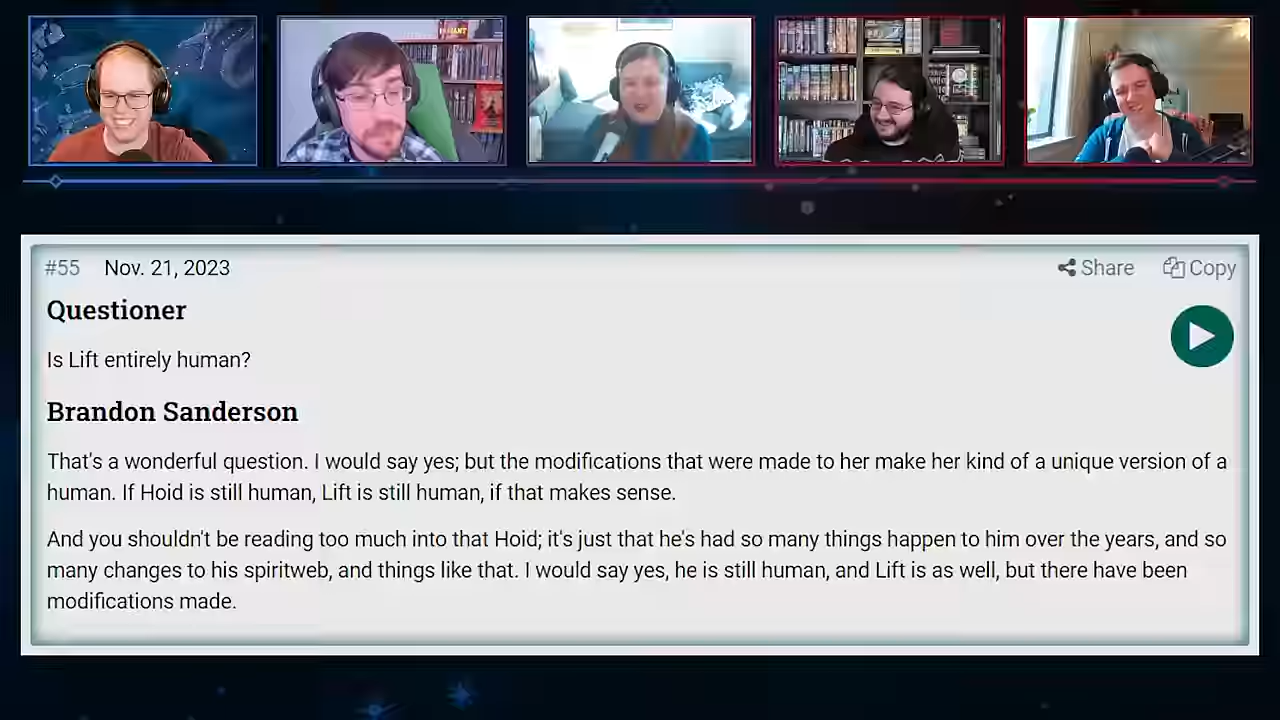 #55 Nov. 21, 2023 Share Copy
Questioner
Is Lift entirely human?
Brandon Sanderson
That's a wonderful question. I would say yes; but the modifications that were made to her make her kind of a unique version of a
human. If Hoid is still human, Lift is still human, if that makes sense.
And you shouldn't be reading too much into that Hoid; it's just that he's had so many things happen to him over the years, and so
many changes to his spiritweb, and things like that. I would say yes, he is still human, and Lift is as well, but there have been
modifications made.